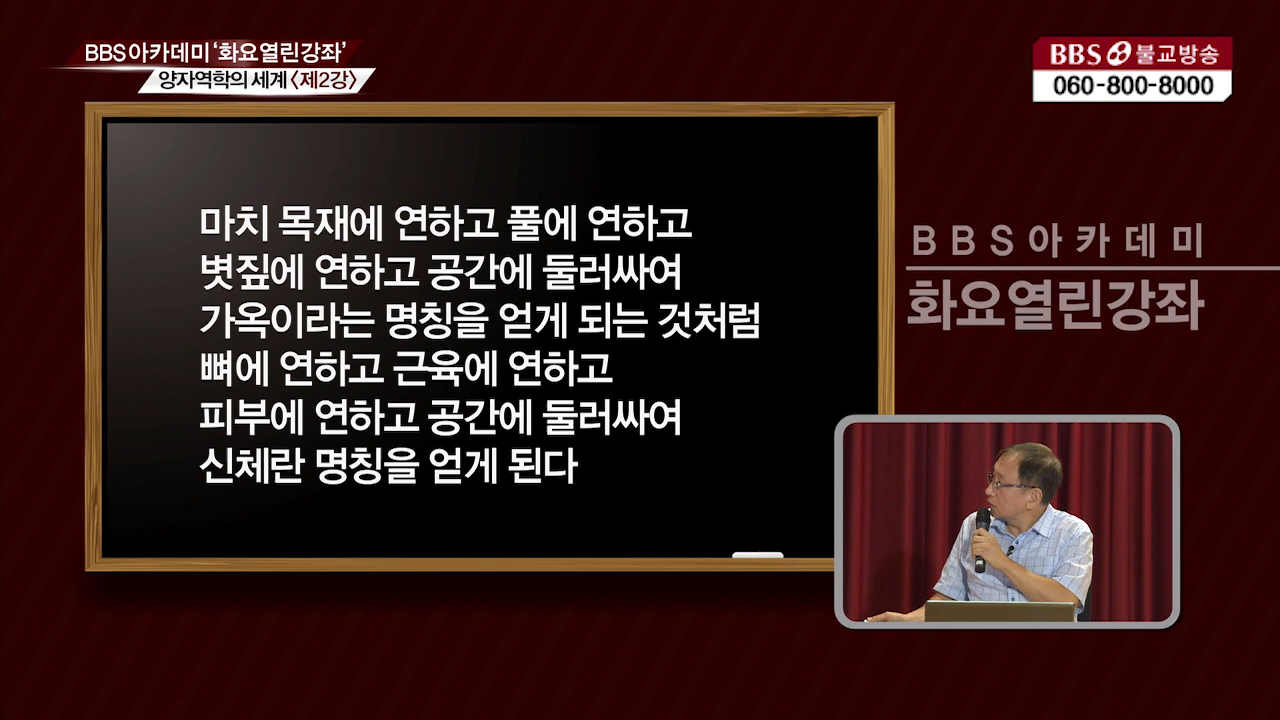 BBS아카데미 '화요열린강좌'
양자역학의 세계 <제2강>
BBS 불교방송
060-800-8000
마치 목재에 연하고 풀에 연하고
볏짚에 연하고 공간에 둘러싸여
가옥이라는 명칭을 얻게 되는 것처럼
뼈에 연하고 근육에 연하고
피부에 연하고 공간에 둘러싸여
신체란 명칭을 얻게 된다
BBS아카데미
화요열린강좌